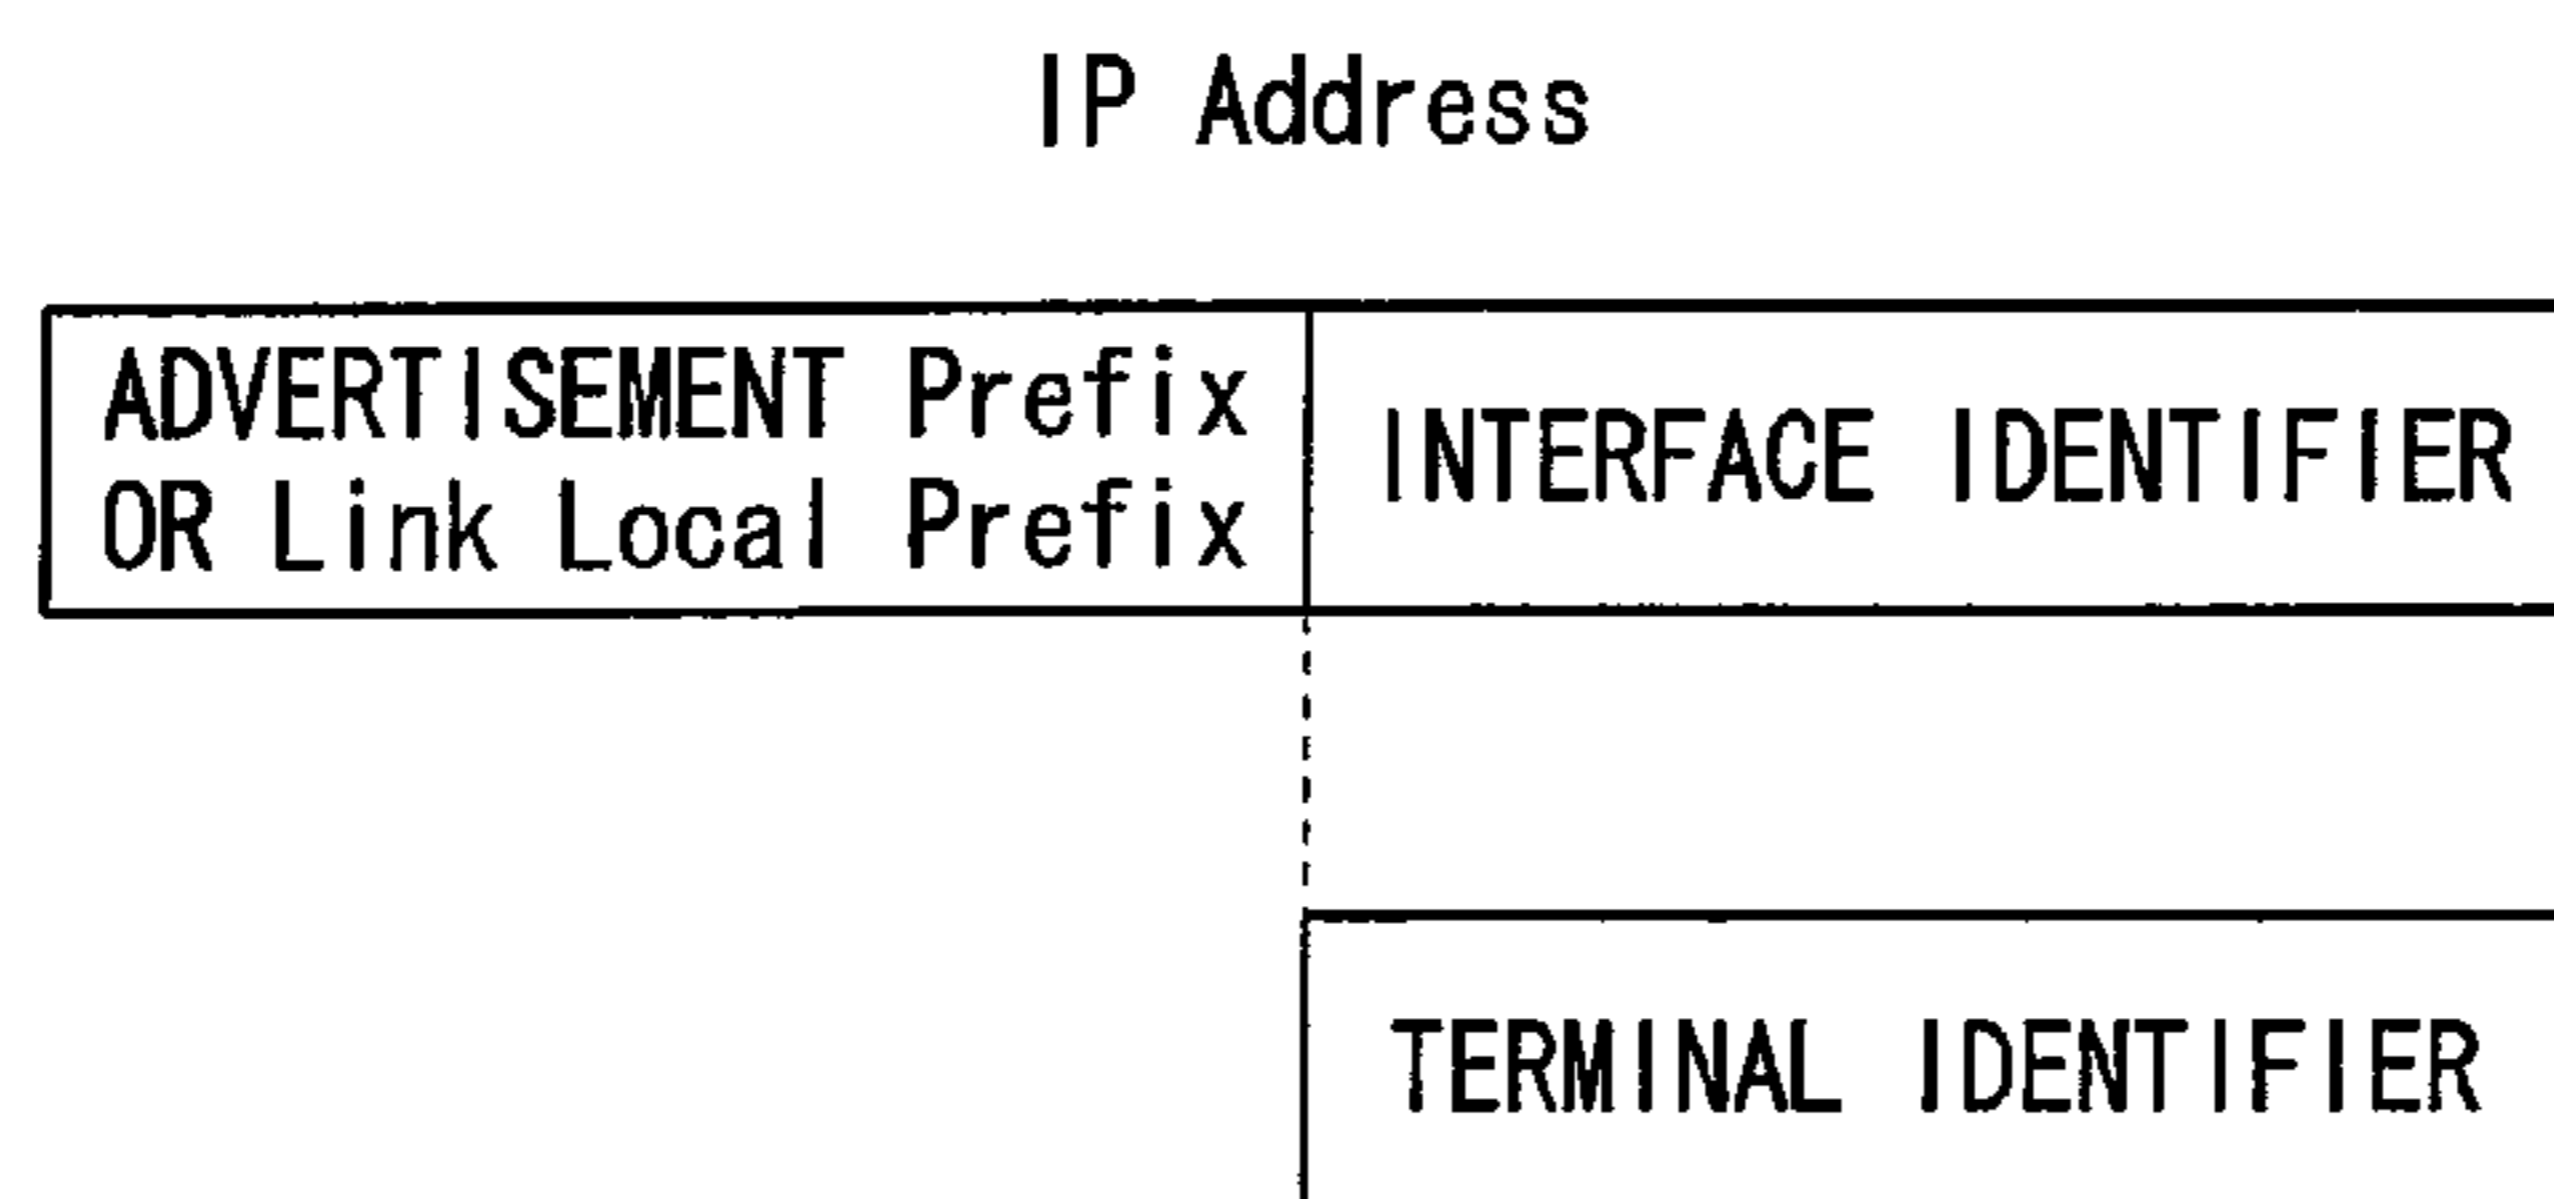 IP Address
ADVERTISEMENT Prefix
OR Link Local Prefix
INTERFACE IDENTIFIER
TERMINAL IDENTIFIER